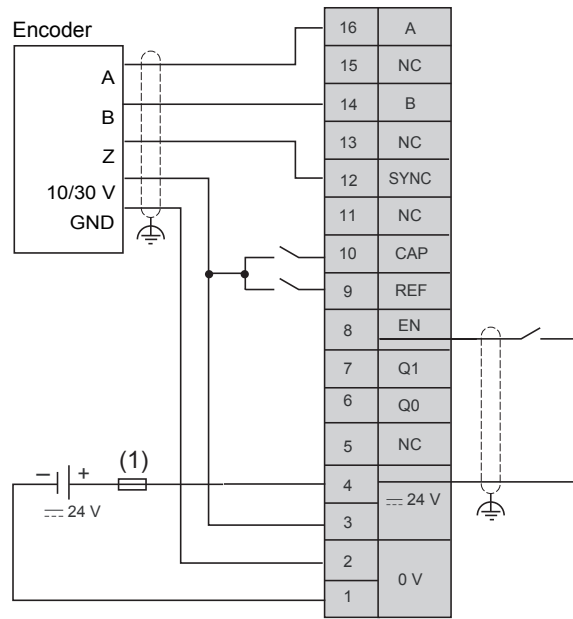 Encoder
A
B
Z
10/30 V
GND
16 A
15 NC
14 B
13 NC
12 SYNC
11 NC
10 CAP
9 REF
8 EN
7 Q1
6 Q0
5 NC
4
⎓ 24 V
3
2
0 V
1
(1)
− +
⎓ 24 V